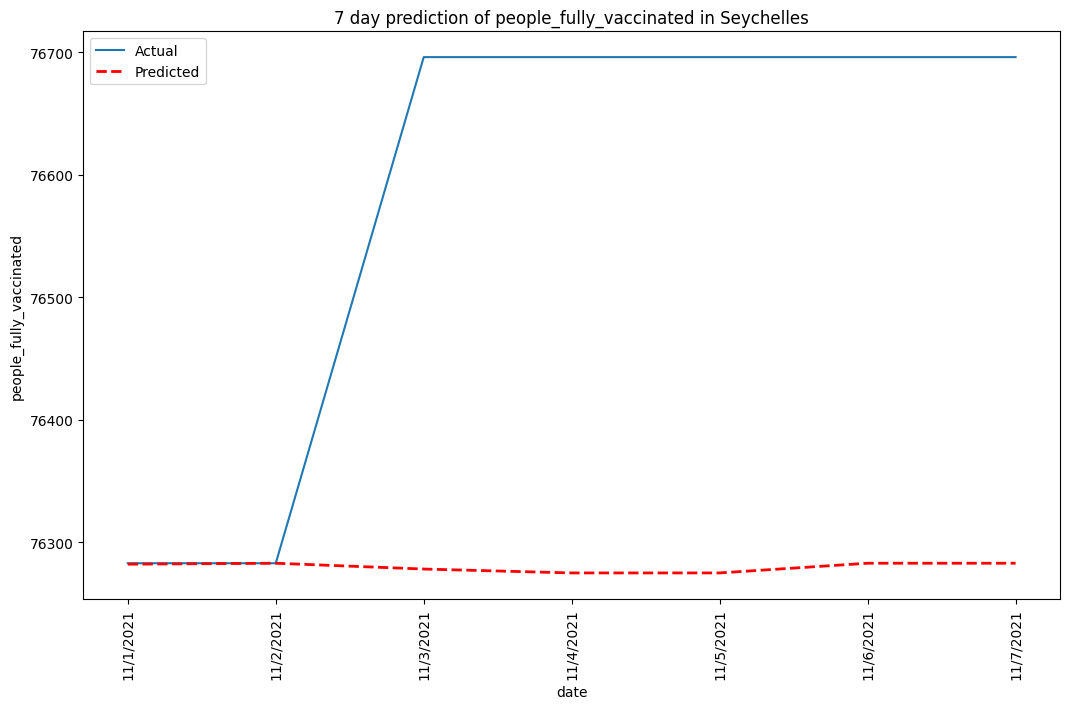 7 day prediction of people_fully_vaccinated in Seychelles
Actual
Predicted
76700
76600
76500
76400
76300
people_fully_vaccinated
11/1/2021
11/2/2021
11/3/2021
11/4/2021
11/5/2021
11/6/2021
11/7/2021
date